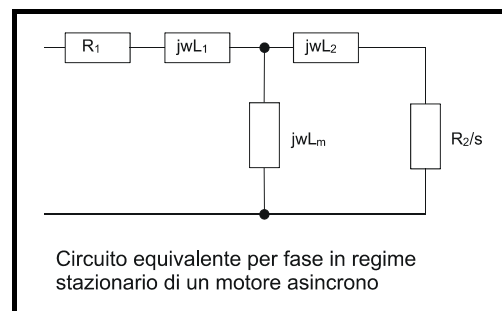 R₁ jwL₁ jwL₂
jwLₘ R₂/s
Circuito equivalente per fase in regime
stazionario di un motore asincrono